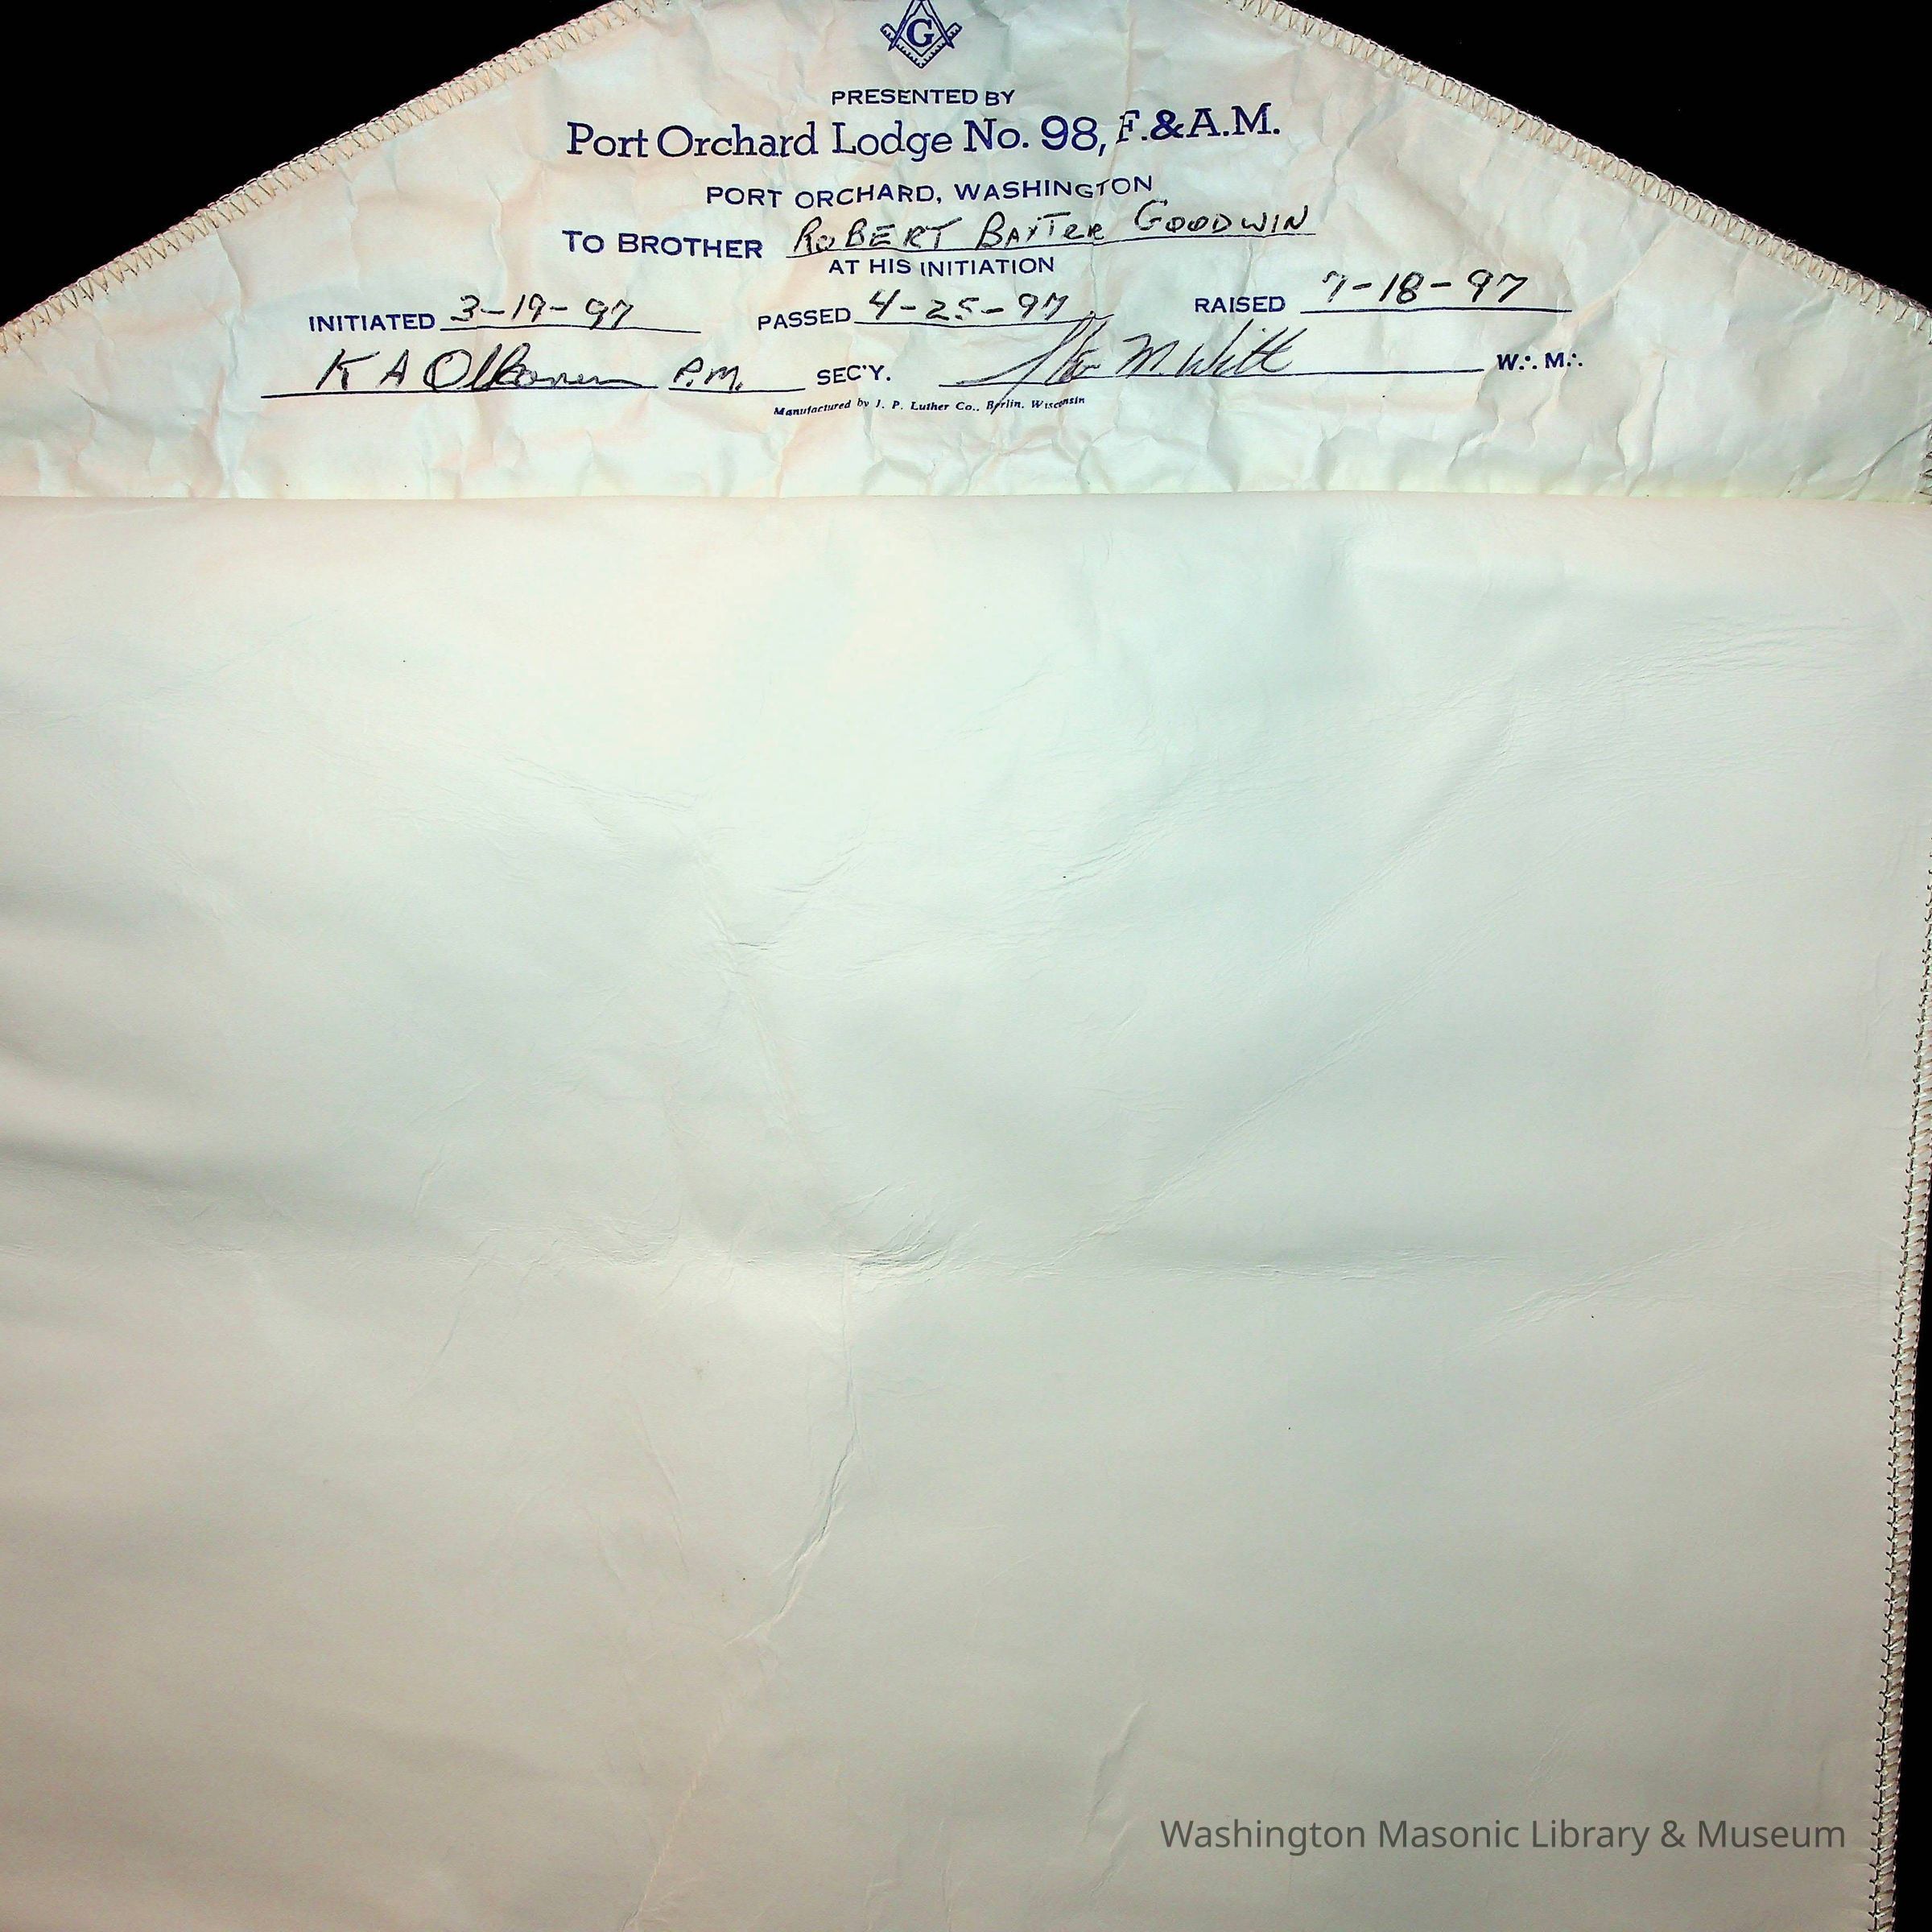 G
PRESENTED BY
Port Orchard Lodge No. 98, F.&A.M.
PORT ORCHARD, WASHINGTON
TO BROTHER ROBERT BAXTER GOODWIN
AT HIS INITIATION
INITIATED 3-19-97 PASSED 4-25-97 RAISED 7-18-97
K A P.M. SEC'Y. M. Witt W.∴ M.∴
Manufactured by J. P. Luther Co., Berlin, Wisconsin
Washington Masonic Library & Museum